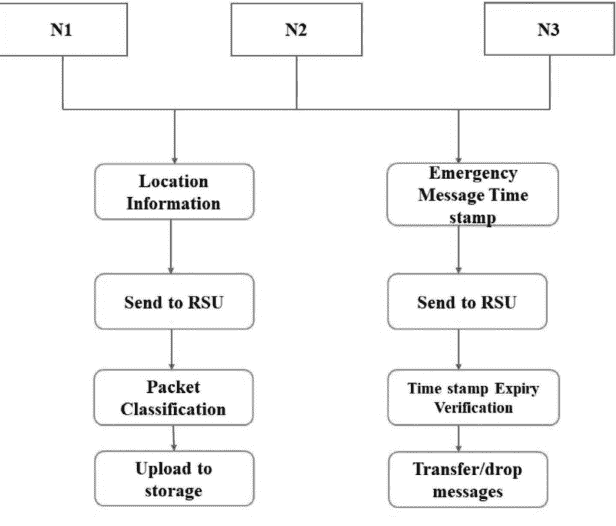 N1
N2
N3
Location
Information
Emergency
Message Time
stamp
Send to RSU
Send to RSU
Packet
Classification
Time stamp Expiry
Verification
Upload to
storage
Transfer/drop
messages